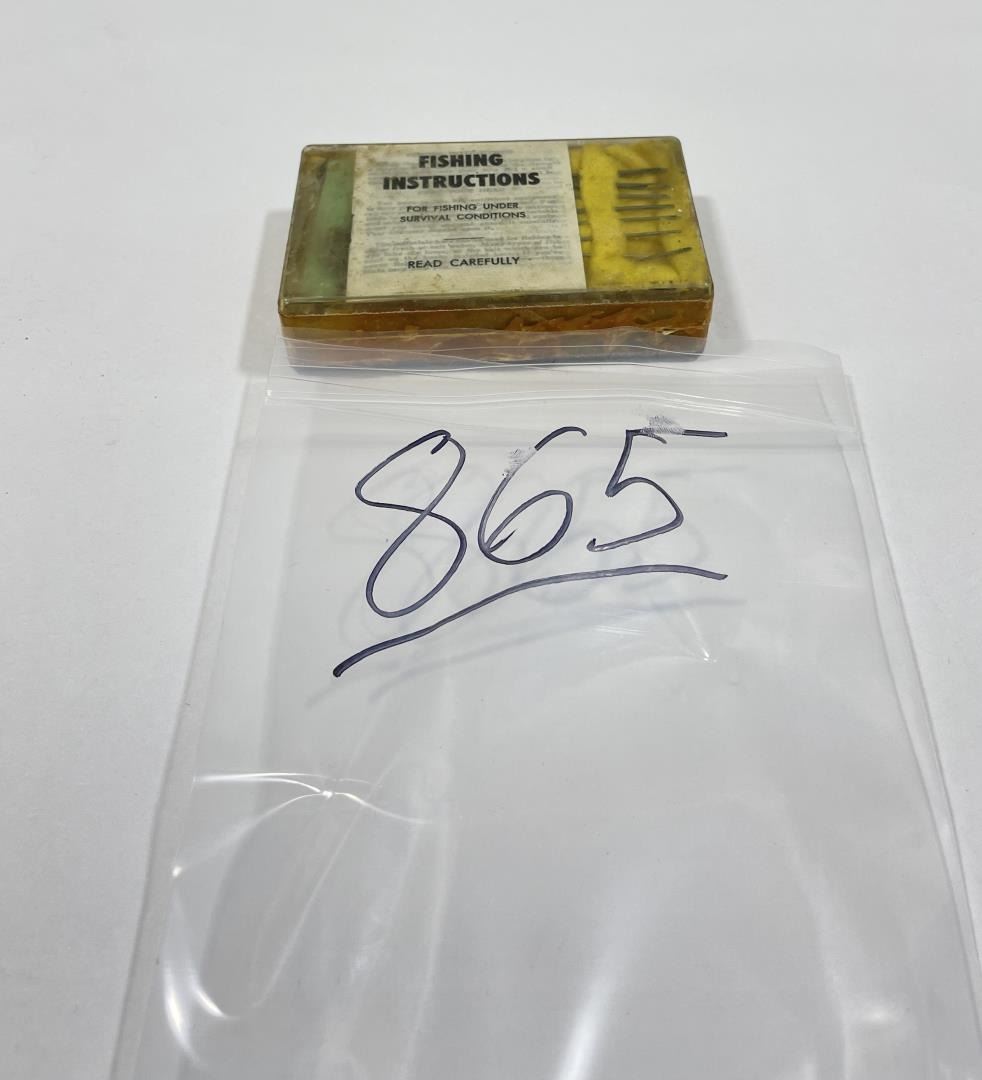 FISHING
INSTRUCTIONS
FOR FISHING UNDER
SURVIVAL CONDITIONS
READ CAREFULLY
865